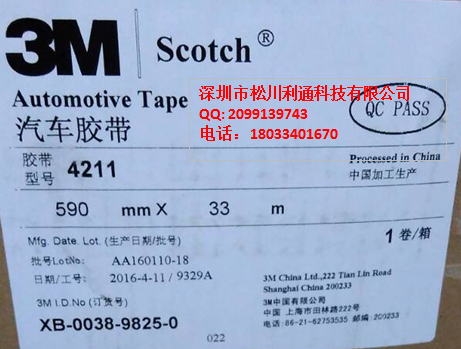 3M Scotch®
深圳市松川利通科技有限公司
QQ: 2099139743
电话：18033401670
Automotive Tape
QC PASS
汽车胶带
胶带
型号 4211
Processed in China
中国加工生产
590 mm X 33 m
Mfg. Date. Lot. (生产日期/批号)
1 卷/箱
批号LotNo: AA160110-18
日期/工号: 2016-4-11 / 9329A
3M China Ltd.,222 Tian Lin Road
Shanghai China 200233
3M I.D.No (订货号)
3M中国有限公司
中国 上海市田林路222号
XB-0038-9825-0
电话: 86-21-62753535 邮编: 200233
022